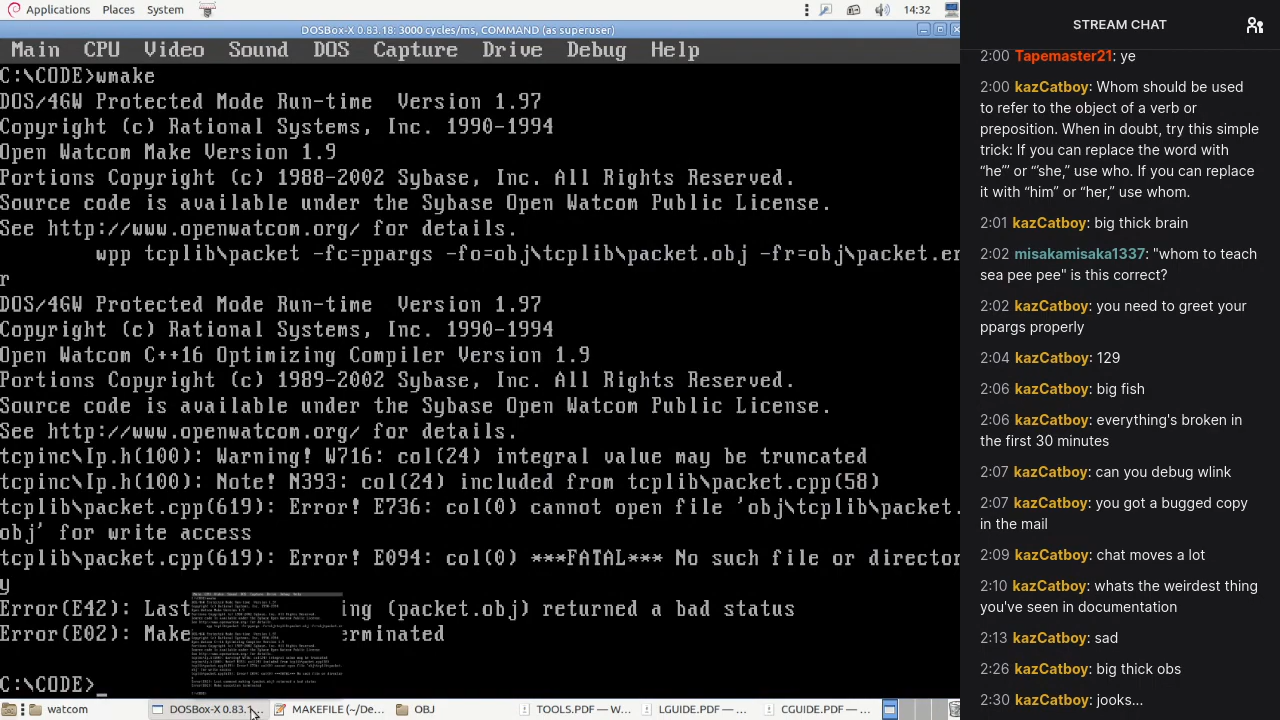 Applications Places System
14:32
DOSBox-X 0.83.18: 3000 cycles/ms, COMMAND (as superuser)
Main CPU Video Sound DOS Capture Drive Debug Help
C:\CODE>wmake
DOS/4GW Protected Mode Run-time  Version 1.97
Copyright (c) Rational Systems, Inc. 1990-1994
Open Watcom Make Version 1.9
Portions Copyright (c) 1988-2002 Sybase, Inc. All Rights Reserved.
Source code is available under the Sybase Open Watcom Public License.
See http://www.openwatcom.org/ for details.
wpp tcplib\packet -fc=ppargs -fo=obj\tcplib\packet.obj -fr=obj\packet.er
r
DOS/4GW Protected Mode Run-time  Version 1.97
Copyright (c) Rational Systems, Inc. 1990-1994
Open Watcom C++16 Optimizing Compiler Version 1.9
Portions Copyright (c) 1989-2002 Sybase, Inc. All Rights Reserved.
Source code is available under the Sybase Open Watcom Public License.
See http://www.openwatcom.org/ for details.
tcpinc\Ip.h(100): Warning! W716: col(24) integral value may be truncated
tcpinc\Ip.h(100): Note! N393: col(24) included from tcplib\packet.cpp(58)
tcplib\packet.cpp(619): Error! E736: col(0) cannot open file 'obj\tcplib\packet.
obj' for write access
tcplib\packet.cpp(619): Error! E094: col(0) ***FATAL*** No such file or director
y
Error(E42): Last ing (packet.obj) returned a bad status
Error(E02): Make erminated
C:\CODE>
watcom
DOSBox-X 0.83.1...
MAKEFILE (~/De...
OBJ
TOOLS.PDF — W...
LGUIDE.PDF — ...
CGUIDE.PDF — ...
STREAM CHAT
2:00 Tapemaster21: ye
2:00 kazCatboy: Whom should be used
to refer to the object of a verb or
preposition. When in doubt, try this simple
trick: If you can replace the word with
“he”’ or “’she,” use who. If you can replace
it with “him” or “her,” use whom.
2:01 kazCatboy: big thick brain
2:02 misakamisaka1337: "whom to teach
sea pee pee" is this correct?
2:02 kazCatboy: you need to greet your
ppargs properly
2:04 kazCatboy: 129
2:06 kazCatboy: big fish
2:06 kazCatboy: everything's broken in
the first 30 minutes
2:07 kazCatboy: can you debug wlink
2:07 kazCatboy: you got a bugged copy
in the mail
2:09 kazCatboy: chat moves a lot
2:10 kazCatboy: whats the weirdest thing
youve seen in documentation
2:13 kazCatboy: sad
2:14 kazCatboy: big thicke
2:30 kazCatboy: jooks...